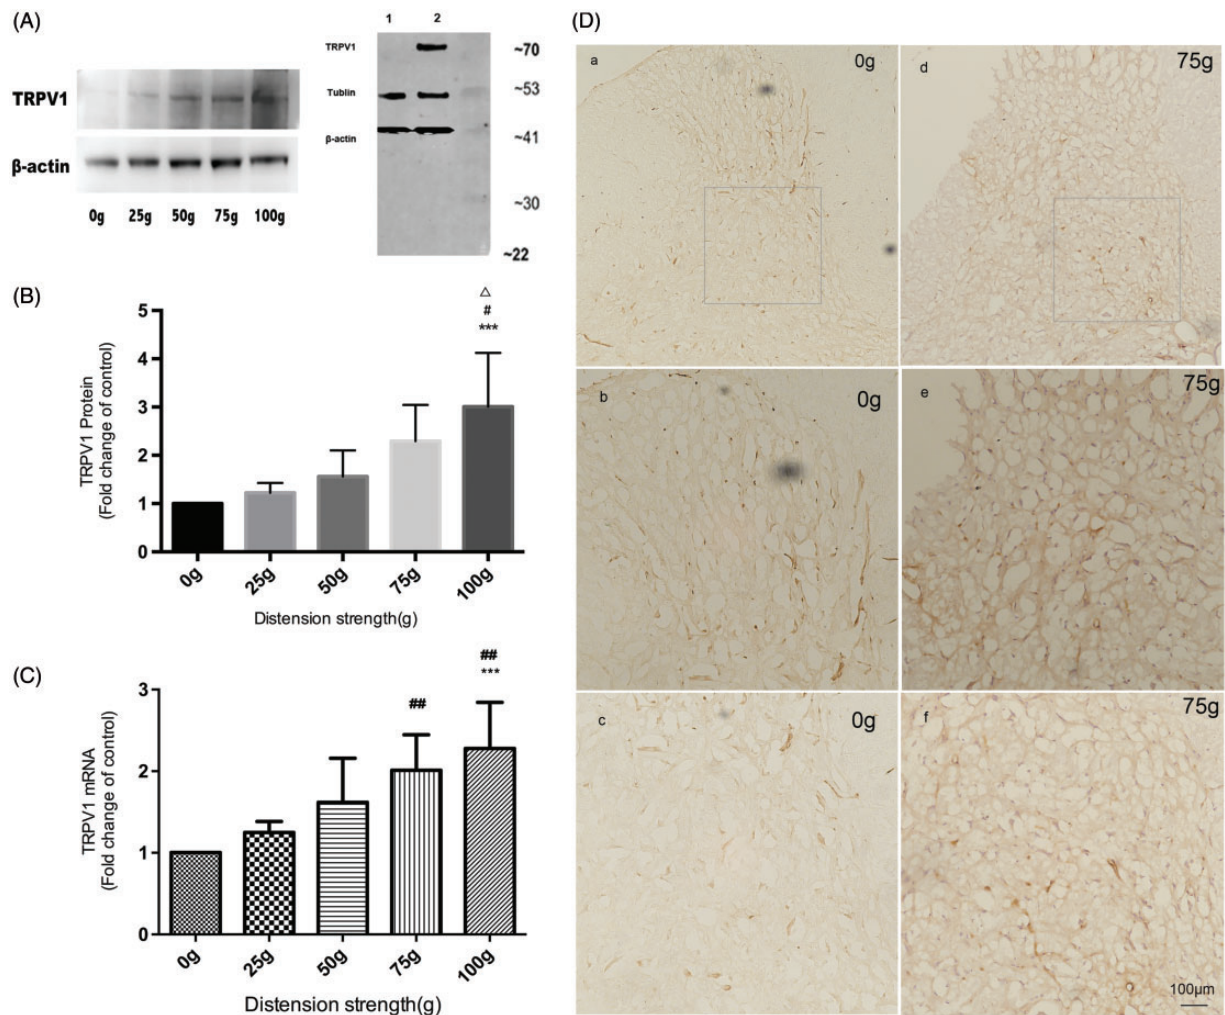 (A)
1 2
TRPV1
β-actin
0g 25g 50g 75g 100g
TRPV1
Tublin
β-actin
~70
~53
~41
~30
~22
(B)
TRPV1 Protein
(Fold change of control)
5
4
3
2
1
0
△
#
***
0g 25g 50g 75g 100g
Distension strength(g)
(C)
TRPV1 mRNA
(Fold change of control)
3
2
1
0
##
##
***
0g 25g 50g 75g 100g
Distension strength(g)
(D)
a 0g
d 75g
b 0g
e 75g
c 0g
f 75g
100μm